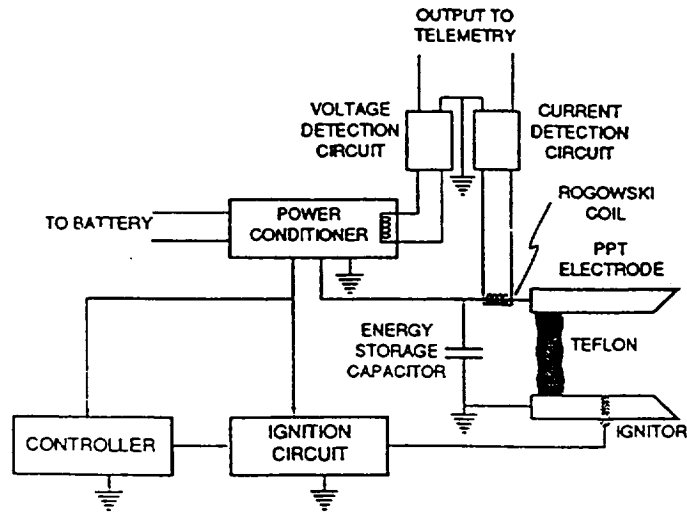 OUTPUT TO
TELEMETRY
VOLTAGE
DETECTION
CIRCUIT
CURRENT
DETECTION
CIRCUIT
ROGOWSKI
COIL
TO BATTERY
POWER
CONDITIONER
PPT
ELECTRODE
ENERGY
STORAGE
CAPACITOR
TEFLON
CONTROLLER
IGNITION
CIRCUIT
IGNITOR